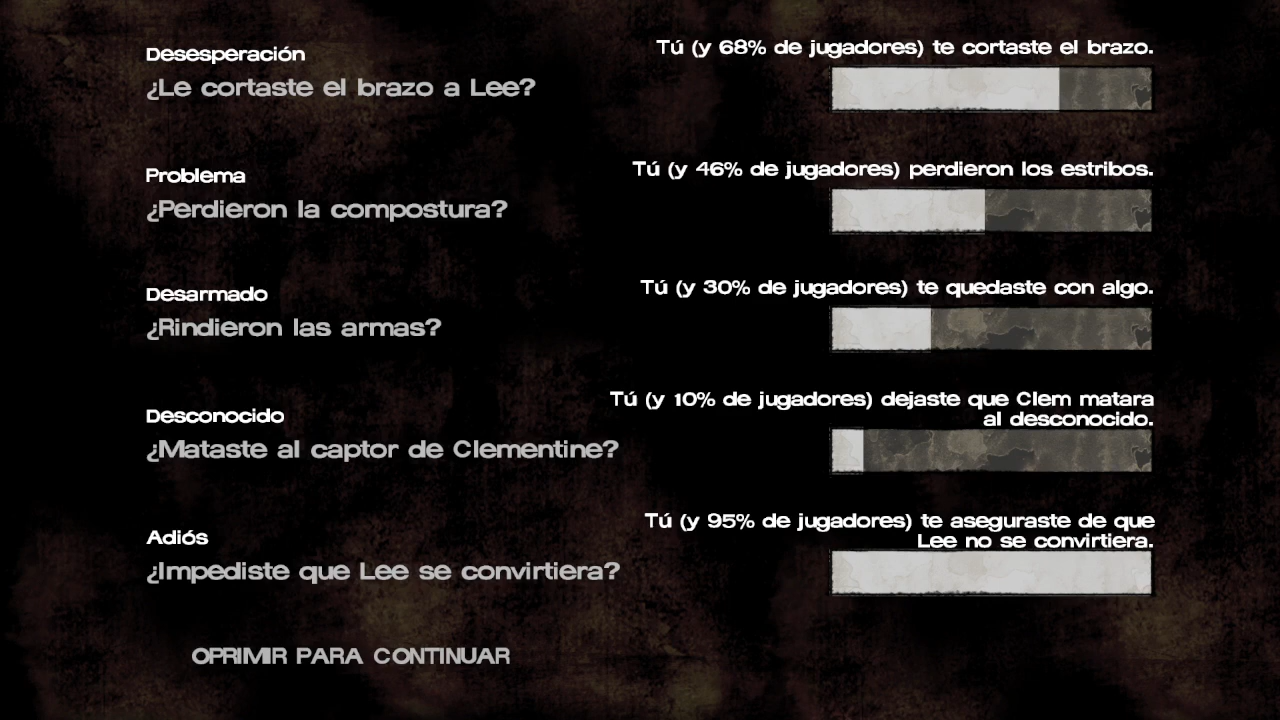 Desesperación
Tú (y 68% de jugadores) te cortaste el brazo.
¿Le cortaste el brazo a Lee?
Problema
Tú (y 46% de jugadores) perdieron los estribos.
¿Perdieron la compostura?
Desarmado
Tú (y 30% de jugadores) te quedaste con algo.
¿Rindieron las armas?
Desconocido
Tú (y 10% de jugadores) dejaste que Clem matara
al desconocido.
¿Mataste al captor de Clementine?
Adiós
Tú (y 95% de jugadores) te aseguraste de que
Lee no se convirtiera.
¿Impediste que Lee se convirtiera?
OPRIMIR PARA CONTINUAR